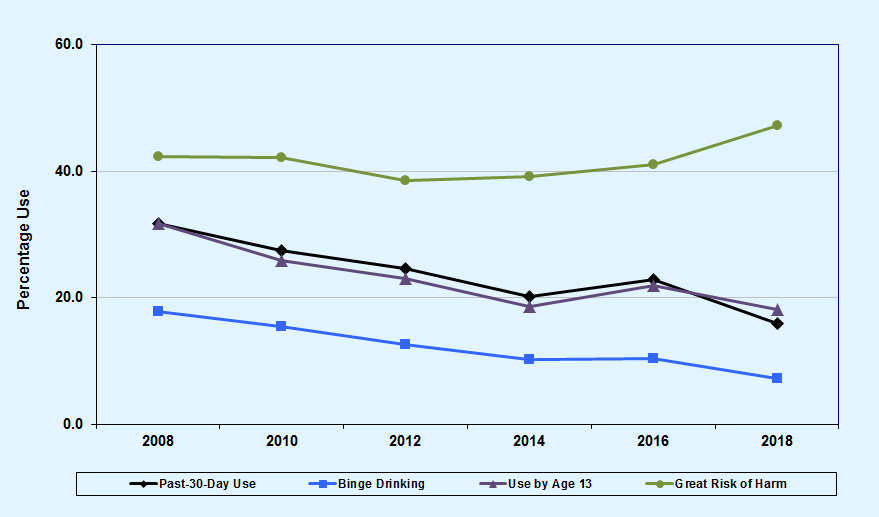 60.0
40.0
20.0
0.0
Percentage Use
2008 2010 2012 2014 2016 2018
Past-30-Day Use Binge Drinking Use by Age 13 Great Risk of Harm